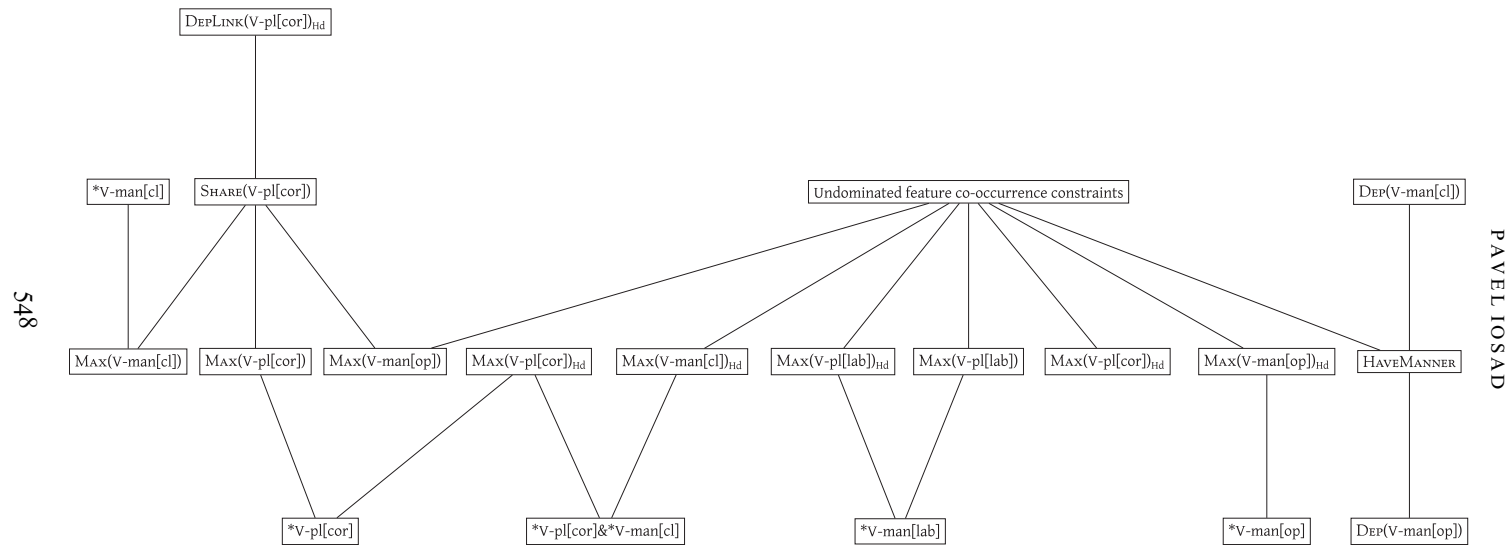 DEPLINK(V-pl[cor])Hd
*V-man[cl]
SHARE(V-pl[cor])
Undominated feature co-occurrence constraints
DEP(V-man[cl])
MAX(V-man[cl])
MAX(V-pl[cor])
MAX(V-man[op])
MAX(V-pl[cor])Hd
MAX(V-man[cl])Hd
MAX(V-pl[lab])Hd
MAX(V-pl[lab])
MAX(V-pl[cor])Hd
MAX(V-man[op])Hd
HAVEMANNER
*V-pl[cor]
*V-pl[cor]&*V-man[cl]
*V-man[lab]
*V-man[op]
DEP(V-man[op])
548
PAVEL IOSAD